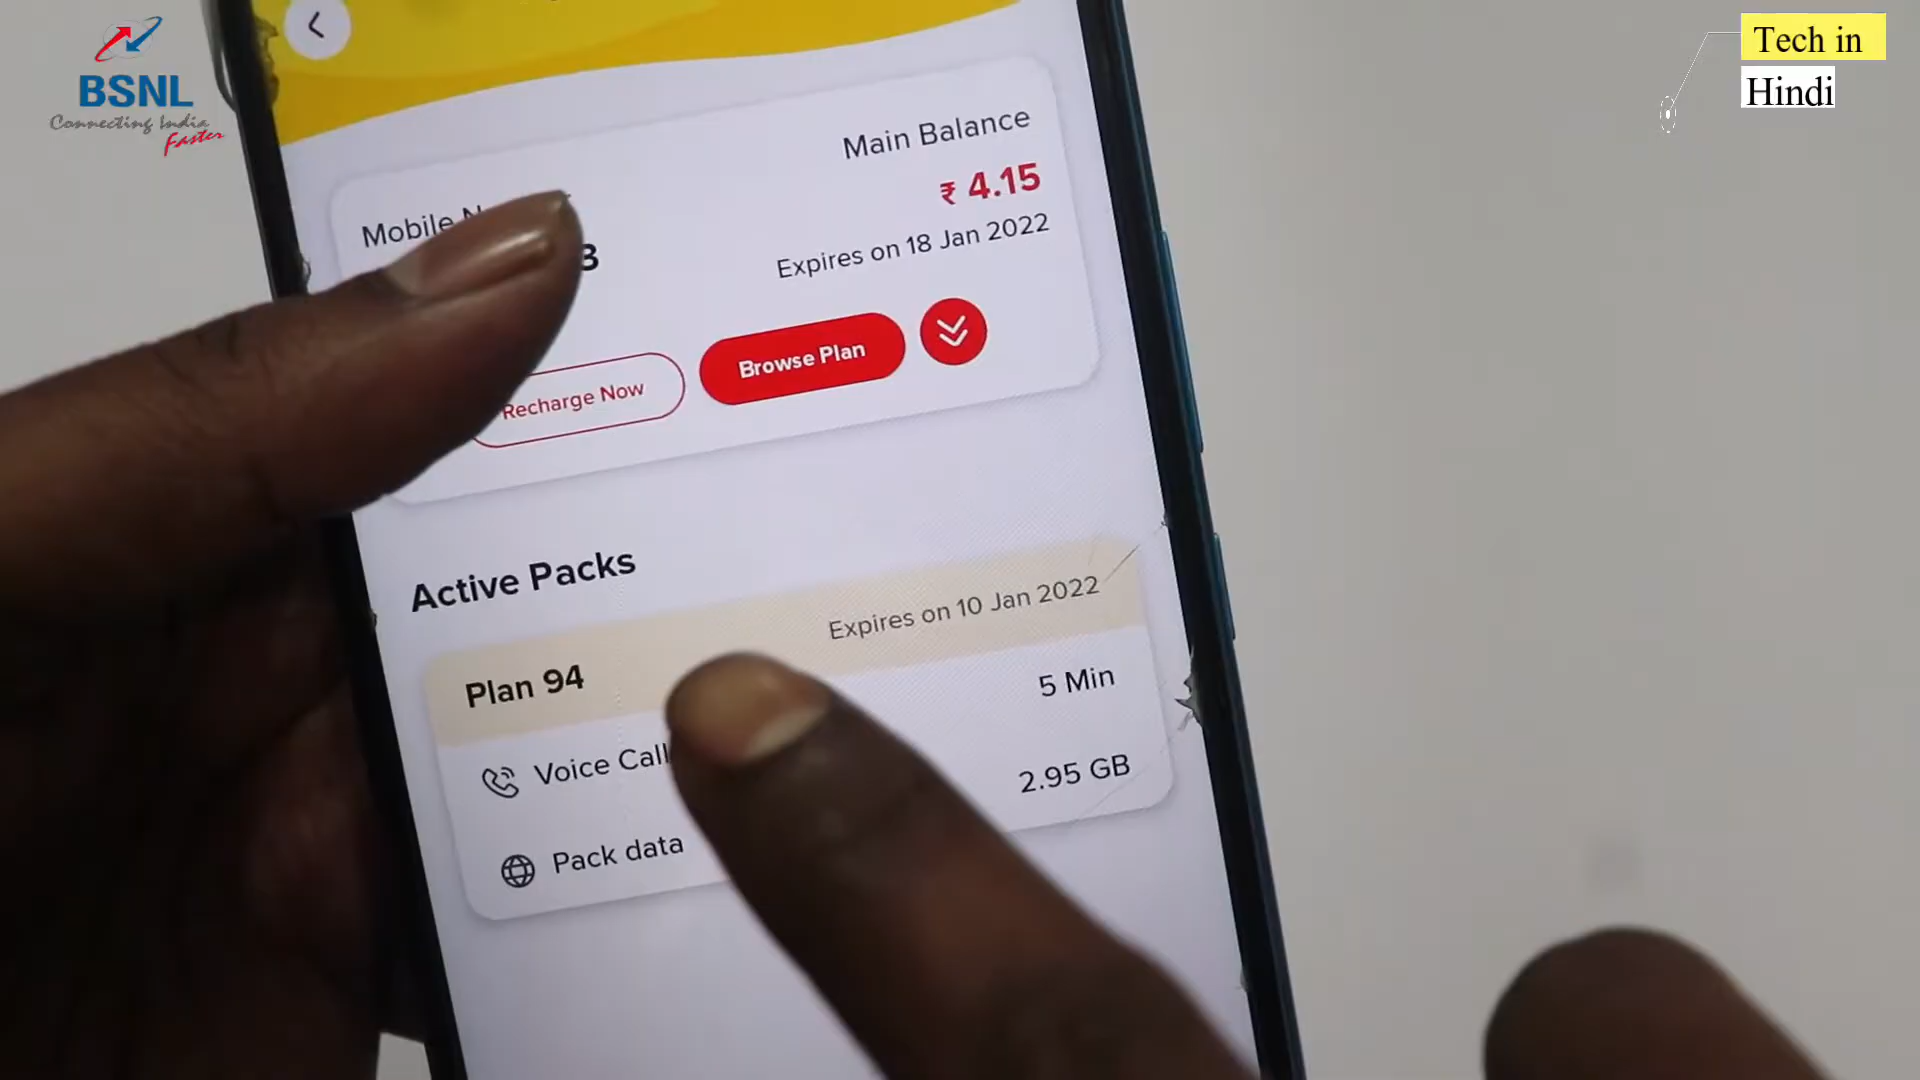 BSNL
Connecting India
Faster
Tech in
Hindi
Main Balance
₹ 4.15
Expires on 18 Jan 2022
Mobile
3
Recharge Now
Browse Plan
Active Packs
Expires on 10 Jan 2022
Plan 94
Voice Call
5 Min
Pack data
2.95 GB